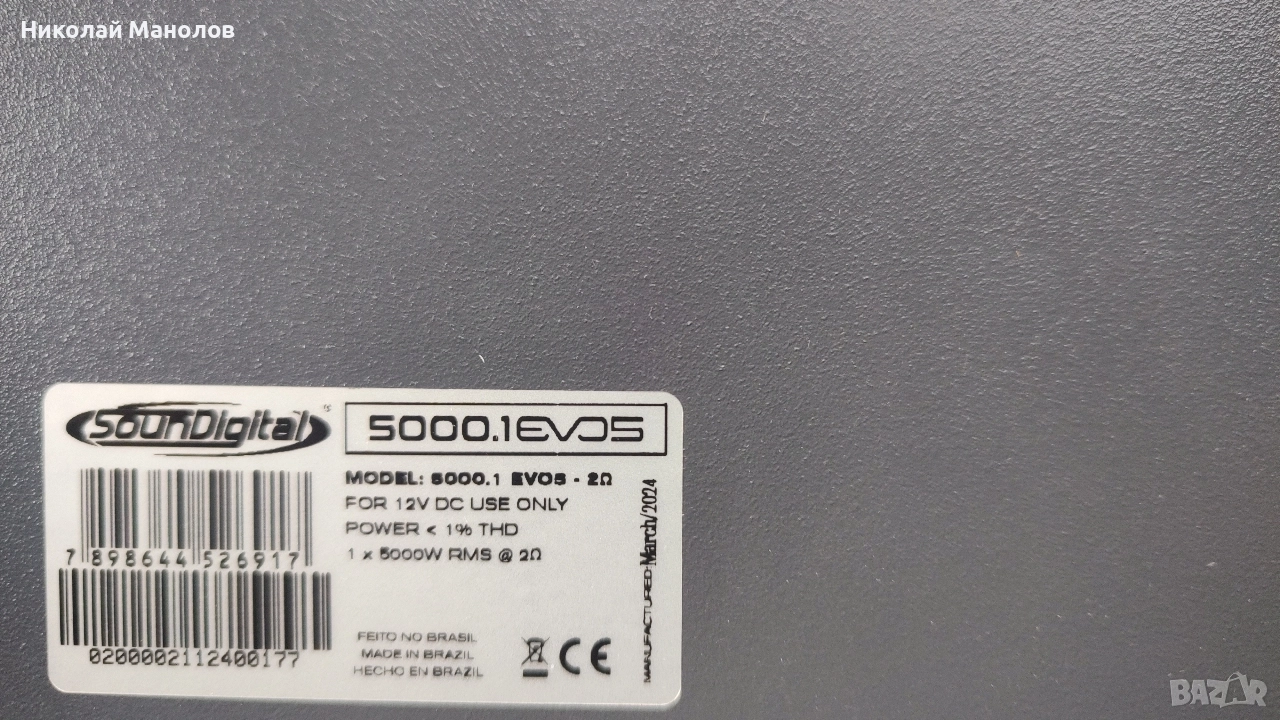 Николай Манолов
SounDigital
5000.1EVO5
MODEL: 5000.1 EVO5 - 2Ω
FOR 12V DC USE ONLY
POWER < 1% THD
1 x 5000W RMS @ 2Ω
7 898644 526917
0200002112400177
FEITO NO BRASIL
MADE IN BRAZIL
HECHO EN BRAZIL
CE
MANUFACTURED: March/2024
BAZAR